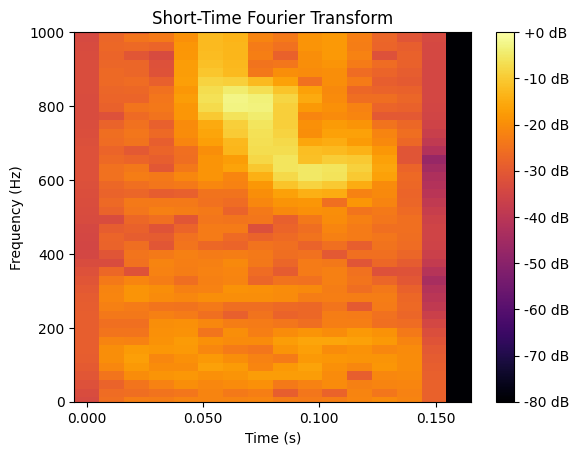 Short-Time Fourier Transform
Frequency (Hz)
1000
800
600
400
200
0
0.000
0.050
0.100
0.150
Time (s)
+0 dB
-10 dB
-20 dB
-30 dB
-40 dB
-50 dB
-60 dB
-70 dB
-80 dB